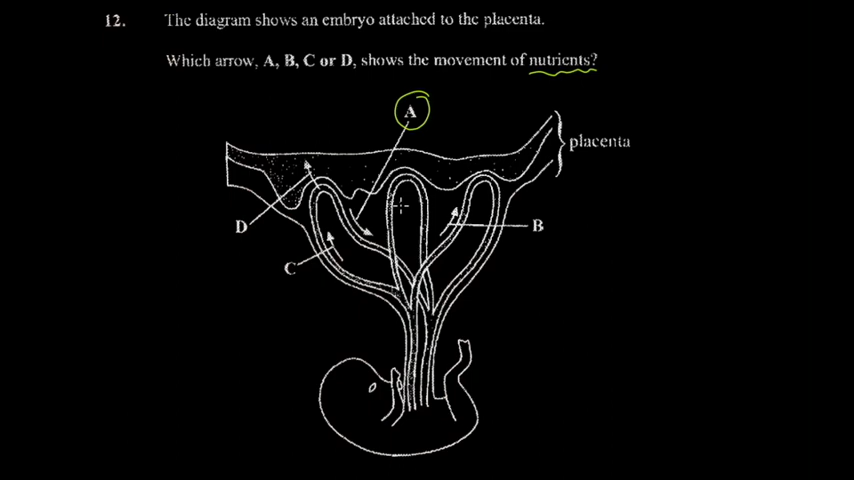 12. The diagram shows an embryo attached to the placenta.
Which arrow, A, B, C or D, shows the movement of nutrients?
A
placenta
D
B
C